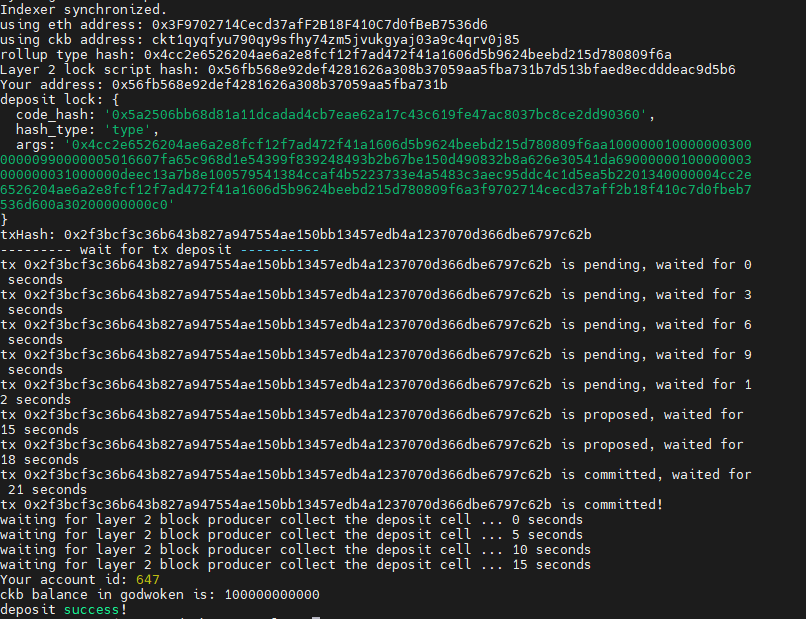 Indexer synchronized.
using eth address: 0x3F9702714Cecd37afF2B18F410C7d0fBeB7536d6
using ckb address: ckt1qyqfyu790qy9sfhy74zm5jvukgyaj03a9c4qrv0j85
rollup type hash: 0x4cc2e6526204ae6a2e8fcf12f7ad472f41a1606d5b9624beebd215d780809f6a
Layer 2 lock script hash: 0x56fb568e92def4281626a308b37059aa5fba731b7d513bfaed8ecdddeac9d5b6
Your address: 0x56fb568e92def4281626a308b37059aa5fba731b
deposit lock: {
  code_hash: '0x5a2506bb68d81a11dcadad4cb7eae62a17c43c619fe47ac8037bc8ce2dd90360',
  hash_type: 'type',
  args: '0x4cc2e6526204ae6a2e8fcf12f7ad472f41a1606d5b9624beebd215d780809f6aa100000010000000300
0000099000000​5016607fa65c968d1e54399f839248493b2b67be150d490832b8a626e30541da69000000100000003
0000000310000000deec13a7b8e100579541384ccaf4b5223733e4a5483c3aec95ddc4c1d5ea5b2201340000004cc2e
6526204ae6a2e8fcf12f7ad472f41a1606d5b9624beebd215d780809f6a3f9702714cecd37aff2b18f410c7d0fbeb7
536d600a30200000000c0'
}
txHash: 0x2f3bcf3c36b643b827a947554ae150bb13457edb4a1237070d366dbe6797c62b
--------- wait for tx deposit ----------
tx 0x2f3bcf3c36b643b827a947554ae150bb13457edb4a1237070d366dbe6797c62b is pending, waited for 0
 seconds
tx 0x2f3bcf3c36b643b827a947554ae150bb13457edb4a1237070d366dbe6797c62b is pending, waited for 3
 seconds
tx 0x2f3bcf3c36b643b827a947554ae150bb13457edb4a1237070d366dbe6797c62b is pending, waited for 6
 seconds
tx 0x2f3bcf3c36b643b827a947554ae150bb13457edb4a1237070d366dbe6797c62b is pending, waited for 9
 seconds
tx 0x2f3bcf3c36b643b827a947554ae150bb13457edb4a1237070d366dbe6797c62b is pending, waited for 1
2 seconds
tx 0x2f3bcf3c36b643b827a947554ae150bb13457edb4a1237070d366dbe6797c62b is proposed, waited for
15 seconds
tx 0x2f3bcf3c36b643b827a947554ae150bb13457edb4a1237070d366dbe6797c62b is proposed, waited for
18 seconds
tx 0x2f3bcf3c36b643b827a947554ae150bb13457edb4a1237070d366dbe6797c62b is committed, waited for
 21 seconds
tx 0x2f3bcf3c36b643b827a947554ae150bb13457edb4a1237070d366dbe6797c62b is committed!
waiting for layer 2 block producer collect the deposit cell ... 0 seconds
waiting for layer 2 block producer collect the deposit cell ... 5 seconds
waiting for layer 2 block producer collect the deposit cell ... 10 seconds
waiting for layer 2 block producer collect the deposit cell ... 15 seconds
Your account id: 647
ckb balance in godwoken is: 100000000000
deposit success!